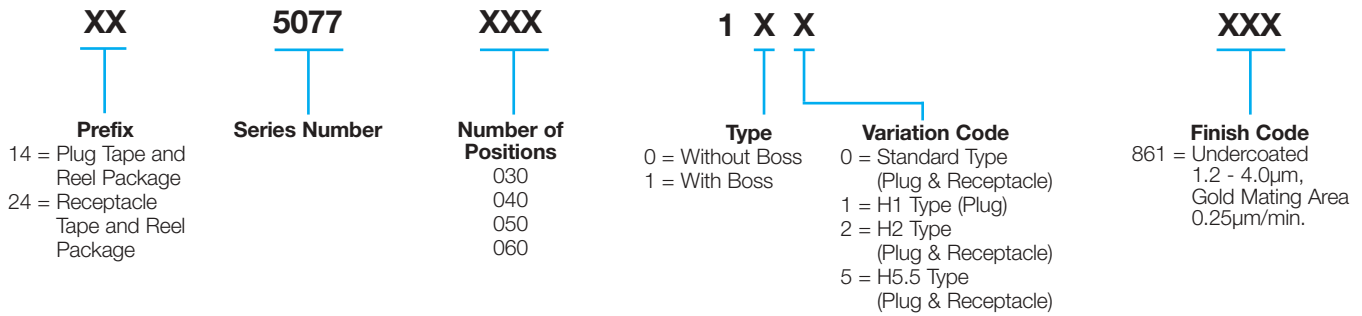 XX 5077 XXX 1 X X XXX
Prefix
14 = Plug Tape and
Reel Package
24 = Receptacle
Tape and Reel
Package
Series Number
Number of
Positions
030
040
050
060
Type
0 = Without Boss
1 = With Boss
Variation Code
0 = Standard Type
(Plug & Receptacle)
1 = H1 Type (Plug)
2 = H2 Type
(Plug & Receptacle)
5 = H5.5 Type
(Plug & Receptacle)
Finish Code
861 = Undercoated
1.2 - 4.0µm,
Gold Mating Area
0.25µm/min.